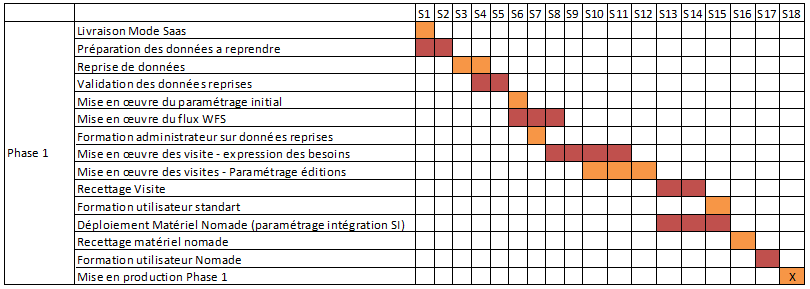 S1 S2 S3 S4 S5 S6 S7 S8 S9 S10 S11 S12 S13 S14 S15 S16 S17 S18
Phase 1
Livraison Mode Saas
Préparation des données a reprendre
Reprise de données
Validation des données reprises
Mise en œuvre du paramétrage initial
Mise en œuvre du flux WFS
Formation administrateur sur données reprises
Mise en œuvre des visite - expression des besoins
Mise en œuvre des visites - Paramétrage éditions
Recettage Visite
Formation utilisateur standart
Déploiement Matériel Nomade (paramétrage intégration SI)
Recettage matériel nomade
Formation utilisateur Nomade
Mise en production Phase 1 X